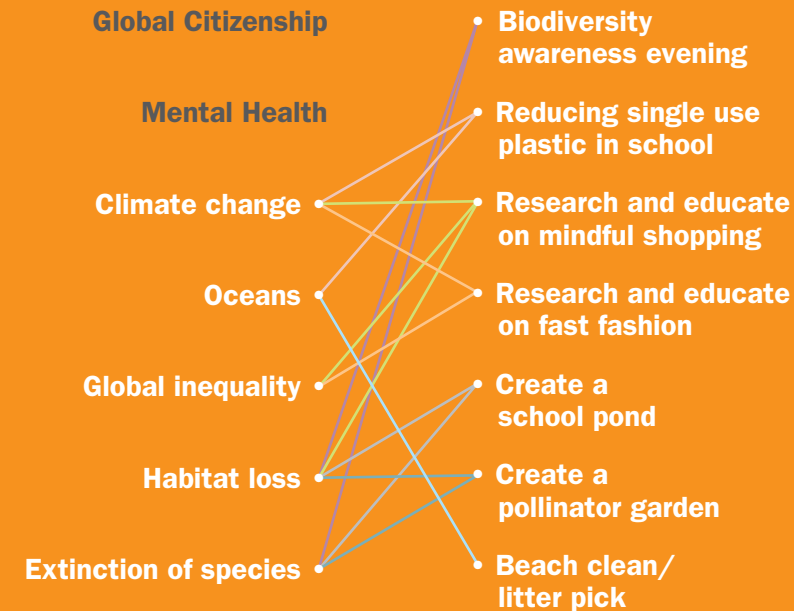 Global Citizenship
Mental Health
Climate change
Oceans
Global inequality
Habitat loss
Extinction of species
Biodiversity
awareness evening
Reducing single use
plastic in school
Research and educate
on mindful shopping
Research and educate
on fast fashion
Create a
school pond
Create a
pollinator garden
Beach clean/
litter pick